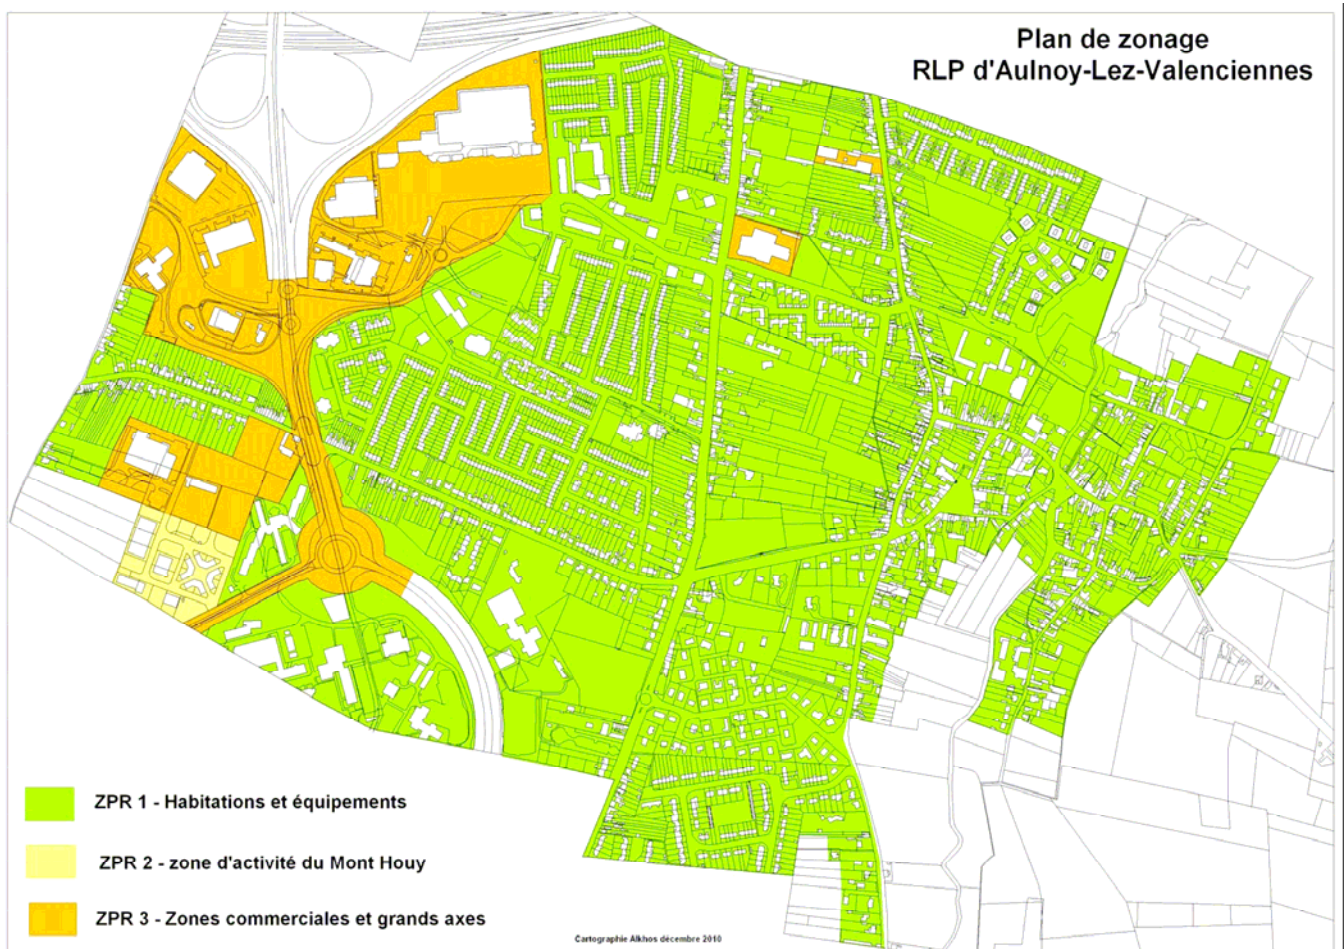 Plan de zonage
RLP d'Aulnoy-Lez-Valenciennes
ZPR 1 - Habitations et équipements
ZPR 2 - zone d'activité du Mont Houy
ZPR 3 - Zones commerciales et grands axes
Cartographie Alkhos décembre 2010